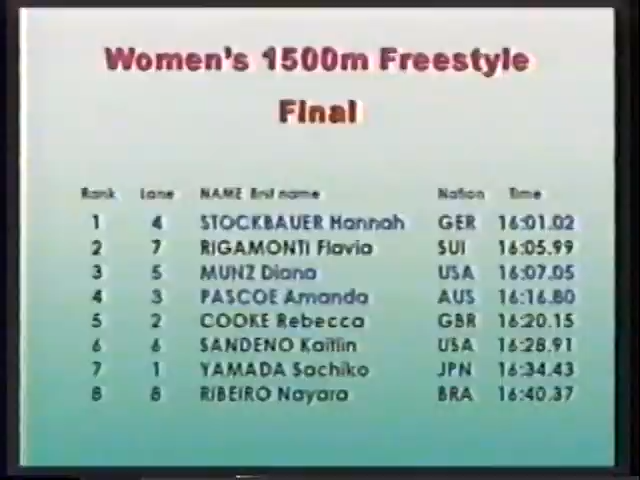 Women's 1500m Freestyle
Final
Rank Lane NAME first name Nation Time
1 4 STOCKBAUER Hannah GER 16:01.02
2 7 RIGAMONTI Flavia SUI 16:05.99
3 5 MUNZ Diana USA 16:07.05
4 3 PASCOE Amanda AUS 16:16.80
5 2 COOKE Rebecca GBR 16:20.15
6 6 SANDENO Kaitlin USA 16:28.91
7 1 YAMADA Sachiko JPN 16:34.43
8 8 RIBEIRO Nayara BRA 16:40.37